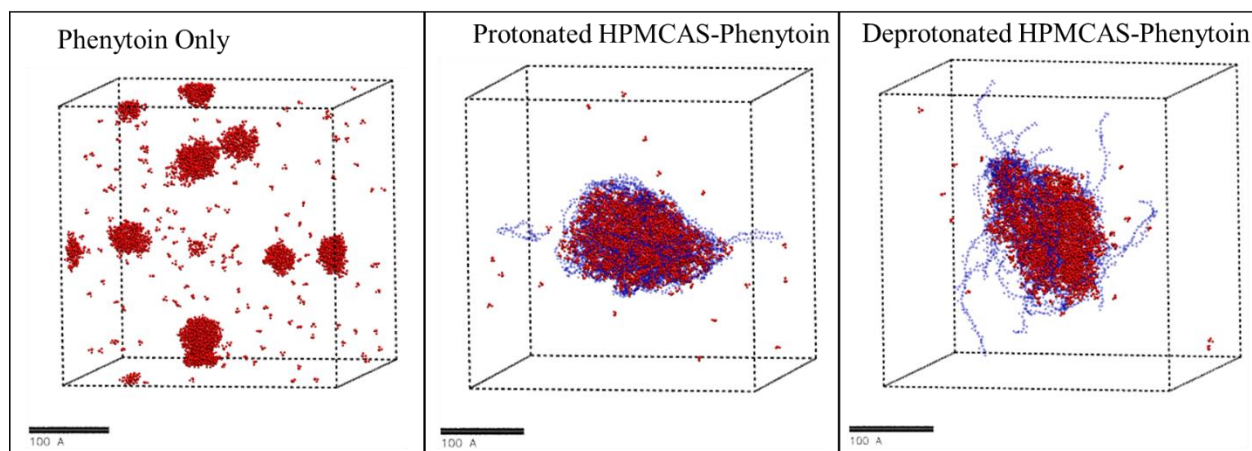 Phenytoin Only
Protonated HPMCAS-Phenytoin
Deprotonated HPMCAS-Phenytoin
100 A
100 A
100 A